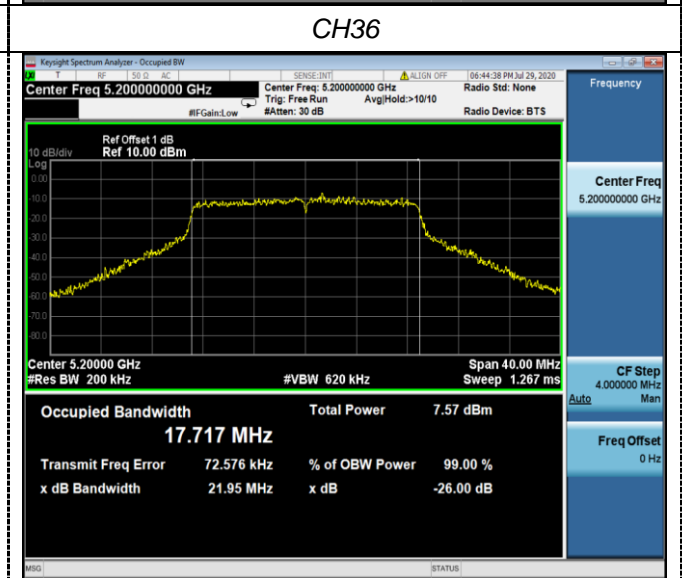 CH36
Keysight Spectrum Analyzer - Occupied BW
T RF 50 Ω AC SENSE:INT ALIGN OFF 06:44:38 PM Jul 29, 2020
Center Freq 5.200000000 GHz Center Freq: 5.200000000 GHz Radio Std: None
Trig: Free Run Avg|Hold:>10/10
#IFGain:Low #Atten: 30 dB Radio Device: BTS
Ref Offset 1 dB
10 dB/div Ref 10.00 dBm
Log
0.00
-10.0
-20.0
-30.0
-40.0
-50.0
-60.0
-70.0
-80.0
Center 5.20000 GHz Span 40.00 MHz
#Res BW 200 kHz #VBW 620 kHz Sweep 1.267 ms
Occupied Bandwidth Total Power 7.57 dBm
17.717 MHz
Transmit Freq Error 72.576 kHz % of OBW Power 99.00 %
x dB Bandwidth 21.95 MHz x dB -26.00 dB
MSG STATUS
Frequency
Center Freq
5.200000000 GHz
CF Step
4.000000 MHz
Auto Man
Freq Offset
0 Hz